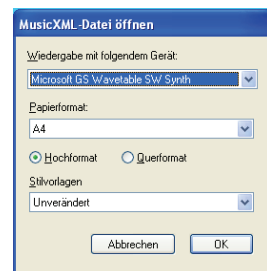 MusicXML-Datei öffnen
Wiedergabe mit folgendem Gerät:
Microsoft GS Wavetable SW Synth
Papierformat:
A4
Hochformat Querformat
Stilvorlagen
Unverändert
Abbrechen OK